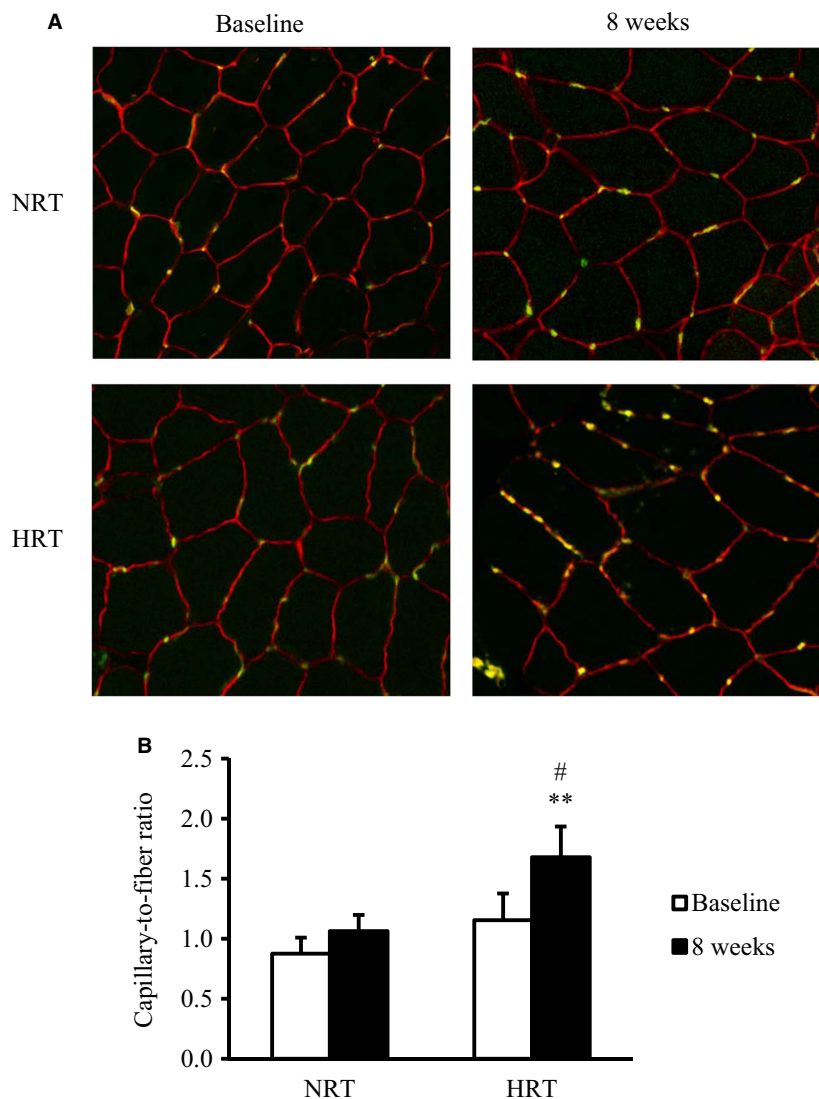 A
Baseline 8 weeks
NRT
HRT
B
2.5
2.0
1.5
1.0
0.5
0.0
Capillary-to-fiber ratio
#
**
Baseline
8 weeks
NRT HRT